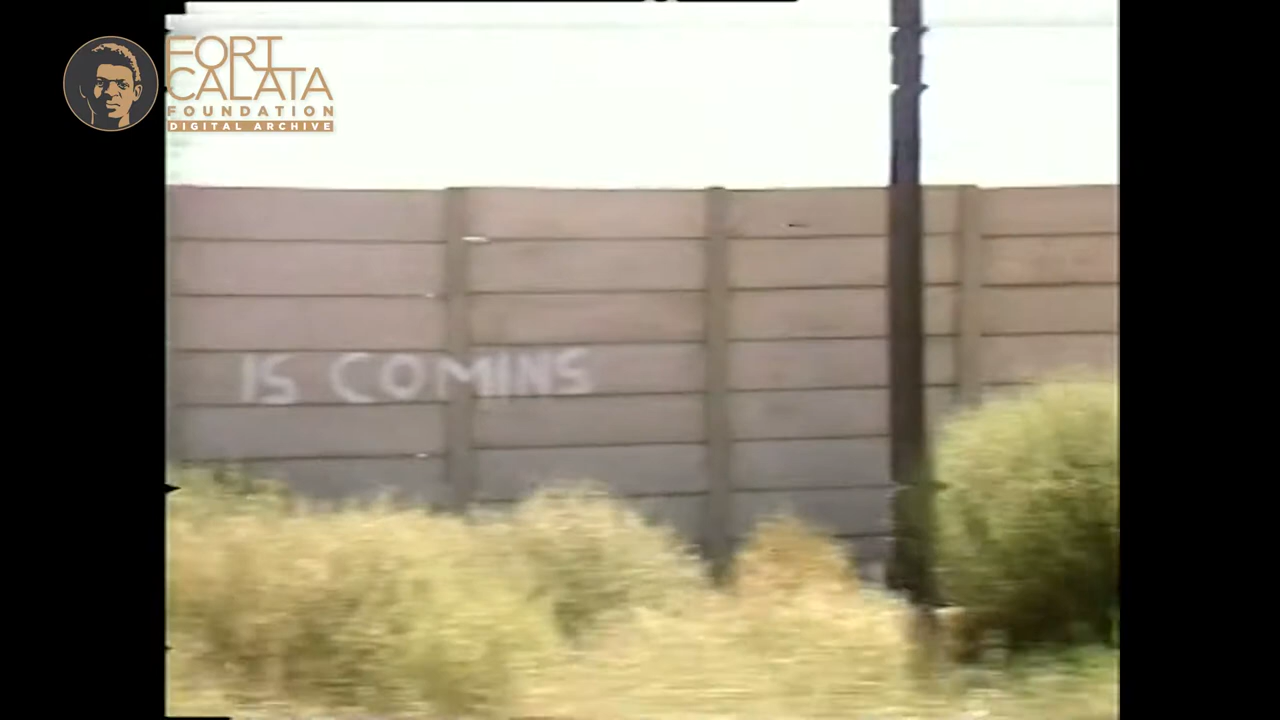 FORT
CALATA
FOUNDATION
DIGITAL ARCHIVE
IS COMINS